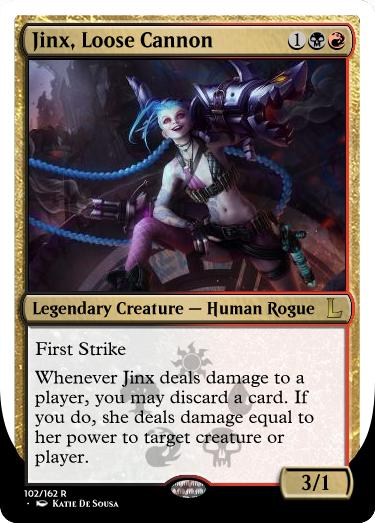 Jinx, Loose Cannon 1
Legendary Creature — Human Rogue L
First Strike
Whenever Jinx deals damage to a
player, you may discard a card. If
you do, she deals damage equal to
her power to target creature or
player.
3/1
102/162 R
· Katie De Sousa